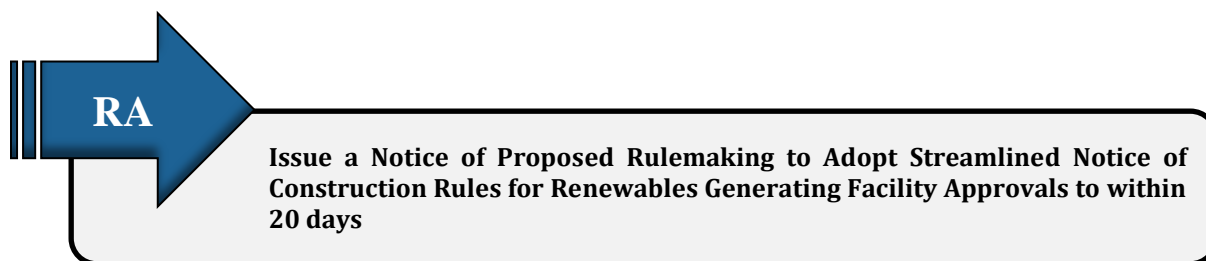 RA
Issue a Notice of Proposed Rulemaking to Adopt Streamlined Notice of
Construction Rules for Renewables Generating Facility Approvals to within
20 days